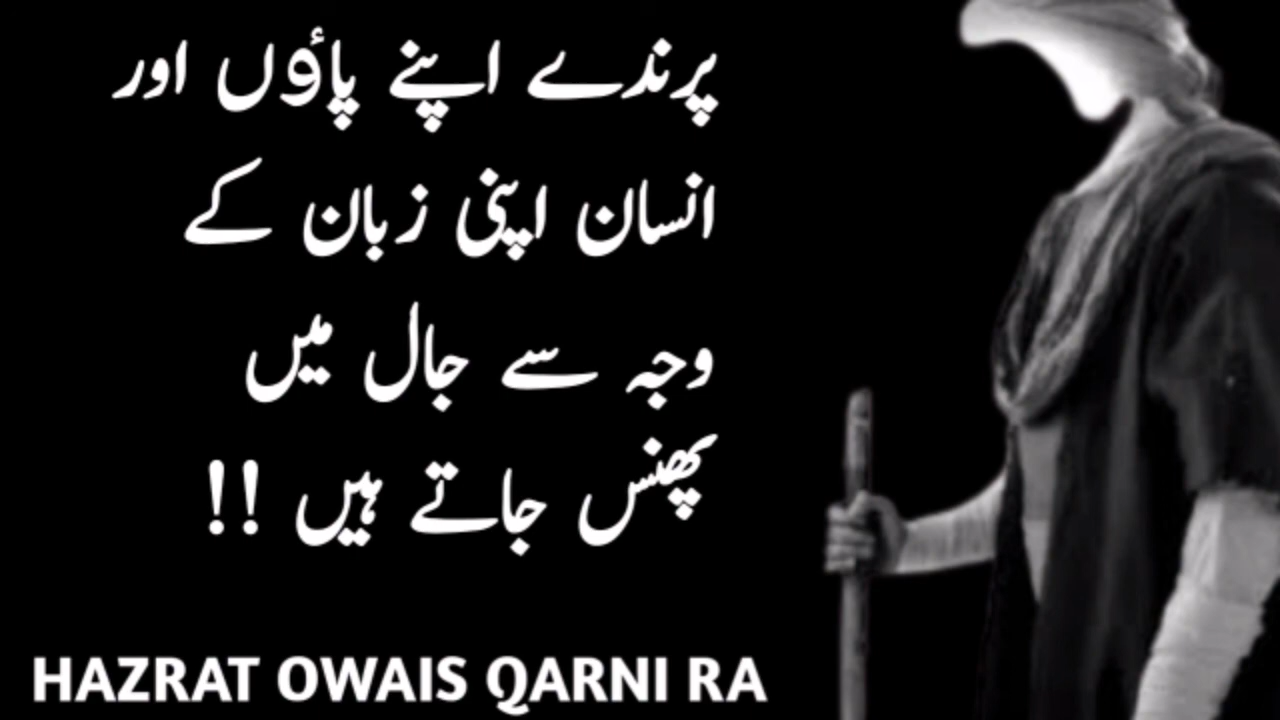 پرندے اپنے پاؤں اور
انسان اپنی زبان کے
وجہ سے جال میں
پھنس جاتے ہیں !!
HAZRAT OWAIS QARNI RA